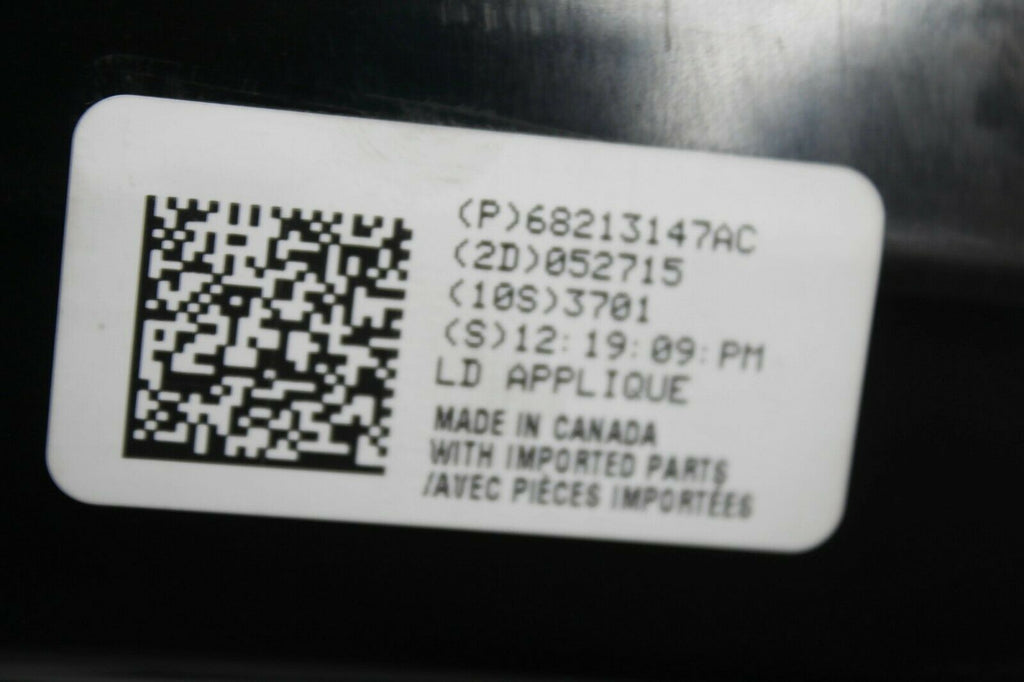 (P)68213147AC
(2D)052715
(10S)3701
(S)12:19:09:PM
LD APPLIQUE
MADE IN CANADA
WITH IMPORTED PARTS
/AVEC PIÈCES IMPORTÉES